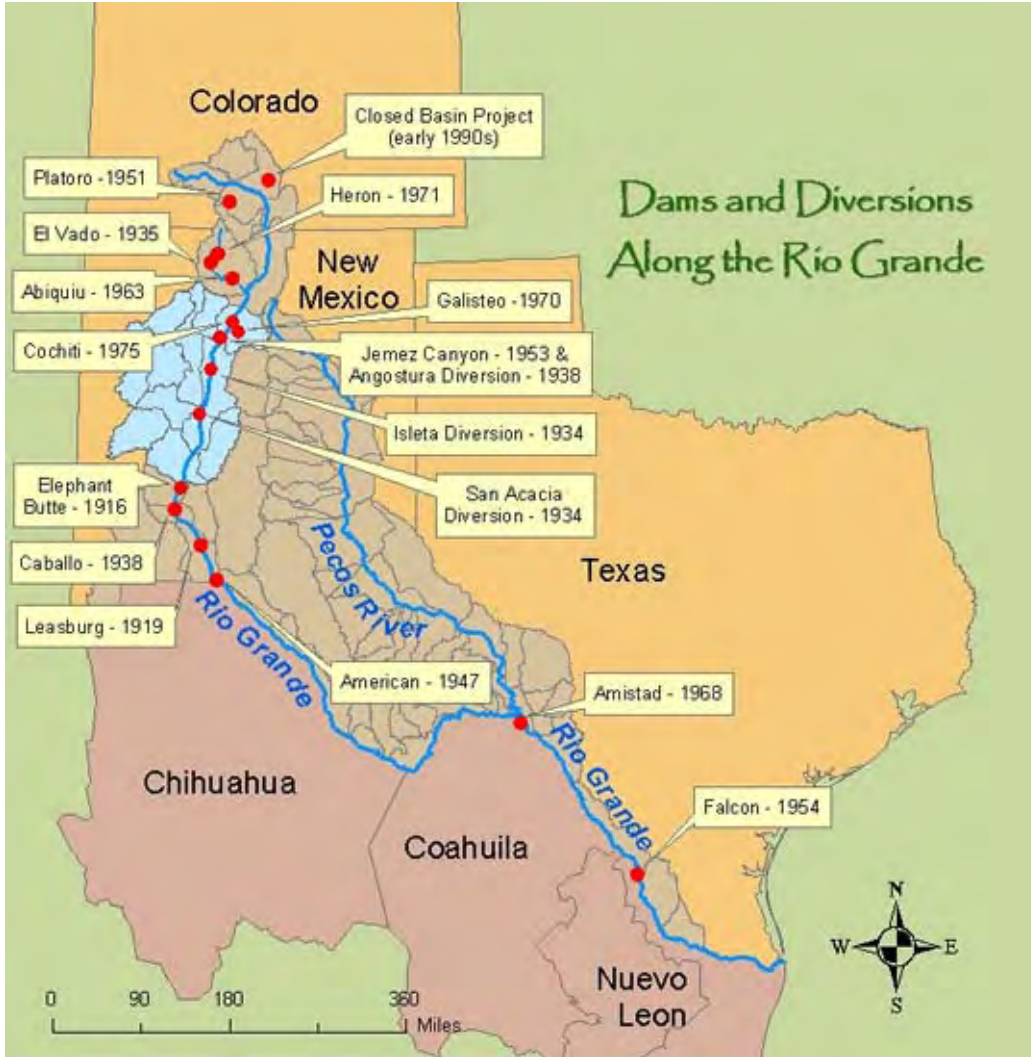 Colorado
Closed Basin Project
(early 1990s)
Platoro - 1951
Heron - 1971
Dams and Diversions
Along the Río Grande
El Vado - 1935
New
Mexico
Abiquiu - 1963
Galisteo - 1970
Cochiti - 1975
Jemez Canyon - 1953 &
Angostura Diversion - 1938
Isleta Diversion - 1934
Elephant
Butte - 1916
San Acacia
Diversion - 1934
Caballo - 1938
Pecos River
Texas
Leasburg - 1919
Río Grande
American - 1947
Amistad - 1968
Río Grande
Chihuahua
Falcon - 1954
Coahuila
N
W
E
S
Nuevo
Leon
0
90
180
360
Miles